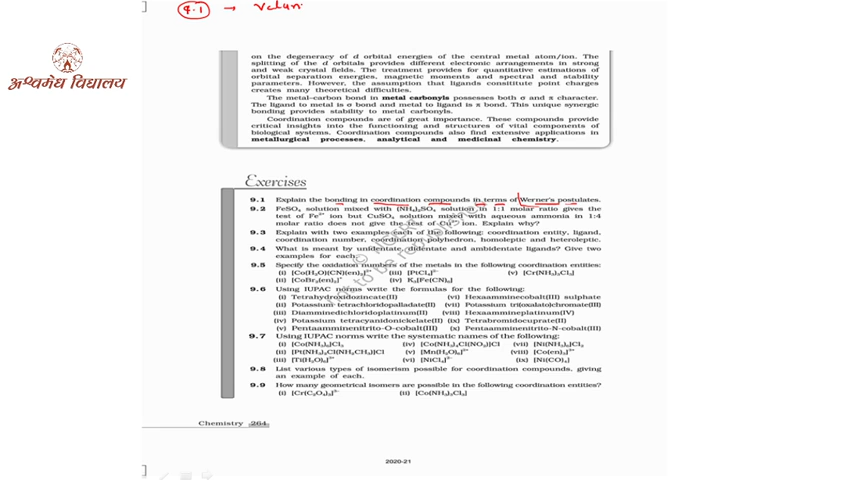 9.1 →
on the degeneracy of d orbital energies of the central metal atom/ion. The
splitting of the d orbitals provides different electronic arrangements in strong
and weak crystal fields. The treatment provides for quantitative estimations of
orbital separation energies, magnetic moments and spectral and stability
parameters. However, the assumption that ligands consititute point charges
creates many theoretical difficulties.
The metal–carbon bond in metal carbonyls possesses both σ and π character.
The ligand to metal is σ bond and metal to ligand is π bond. This unique synergic
bonding provides stability to metal carbonyls.
Coordination compounds are of great importance. These compounds provide
critical insights into the functioning and structures of vital components of
biological systems. Coordination compounds also find extensive applications in
metallurgical processes, analytical and medicinal chemistry.
अश्वमेध विद्यालय
Exercises
9.1 Explain the bonding in coordination compounds in terms of Werner's postulates.
9.2 FeSO₄ solution mixed with (NH₄)₂SO₄ solution in 1:1 molar ratio gives the
test of Fe²⁺ ion but CuSO₄ solution mixed with aqueous ammonia in 1:4
molar ratio does not give the test of Cu²⁺ ion. Explain why?
9.3 Explain with two examples each of the following: coordination entity, ligand,
coordination number, coordination polyhedron, homoleptic and heteroleptic.
9.4 What is meant by unidentate, didentate and ambidentate ligands? Give two
examples for each.
9.5 Specify the oxidation numbers of the metals in the following coordination entities:
(i) [Co(H₂O)(CN)(en)₂]²⁺ (iii) [PtCl₄]²⁻ (v) [Cr(NH₃)₃Cl₃]
(ii) [CoBr₂(en)₂]⁺ (iv) K₃[Fe(CN)₆]
9.6 Using IUPAC norms write the formulas for the following:
(i) Tetrahydroxidozincate(II) (vi) Hexaamminecobalt(III) sulphate
(ii) Potassium tetrachloridopalladate(II) (vii) Potassium tri(oxalato)chromate(III)
(iii) Diamminedichloridoplatinum(II) (viii) Hexaammineplatinum(IV)
(iv) Potassium tetracyanidonickelate(II) (ix) Tetrabromidocuprate(II)
(v) Pentaamminenitrito-O-cobalt(III) (x) Pentaamminenitrito-N-cobalt(III)
9.7 Using IUPAC norms write the systematic names of the following:
(i) [Co(NH₃)₆]Cl₃ (iv) [Co(NH₃)₄Cl(NO₂)]Cl (vii) [Ni(NH₃)₆]Cl₂
(ii) [Pt(NH₃)₂Cl(NH₂CH₃)]Cl (v) [Mn(H₂O)₆]²⁺ (viii) [Co(en)₃]³⁺
(iii) [Ti(H₂O)₆]³⁺ (vi) [NiCl₄]²⁻ (ix) [Ni(CO)₄]
9.8 List various types of isomerism possible for coordination compounds, giving
an example of each.
9.9 How many geometrical isomers are possible in the following coordination entities?
(i) [Cr(C₂O₄)₃]³⁻ (ii) [Co(NH₃)₃Cl₃]
Chemistry 264
2020-21